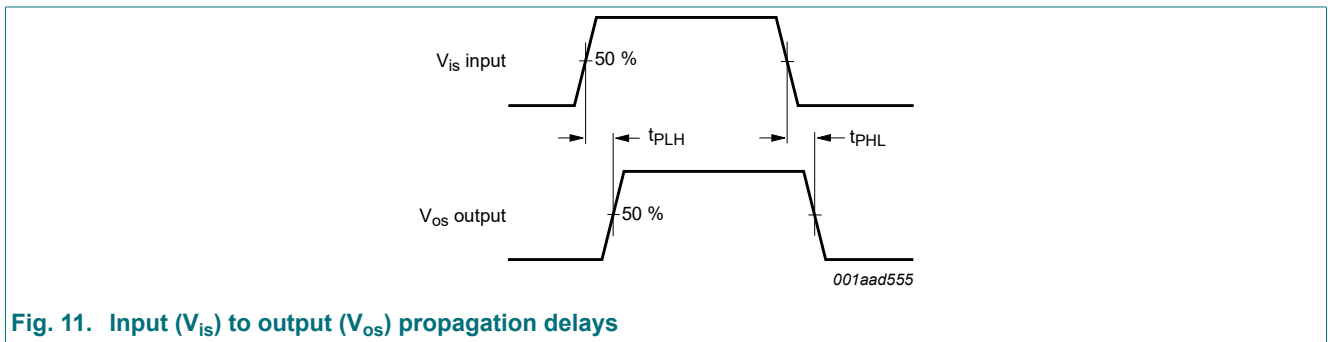 V_is input
50 %
t_PLH
t_PHL
V_os output
50 %
001aad555
Fig. 11. Input (V_is) to output (V_os) propagation delays